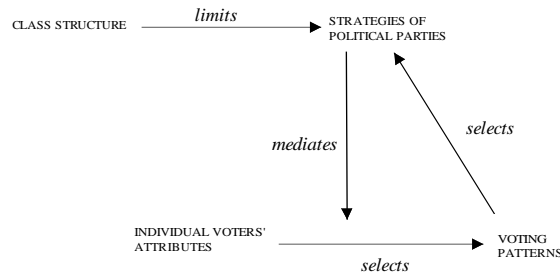 limits
CLASS STRUCTURE
STRATEGIES OF
POLITICAL PARTIES
selects
mediates
INDIVIDUAL VOTERS'
ATTRIBUTES
VOTING
PATTERNS
selects